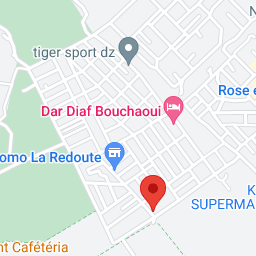 tiger sport dz
Rose e
Dar Diaf Bouchaoui
omo La Redoute
K
SUPERMA
nt Cafétéria